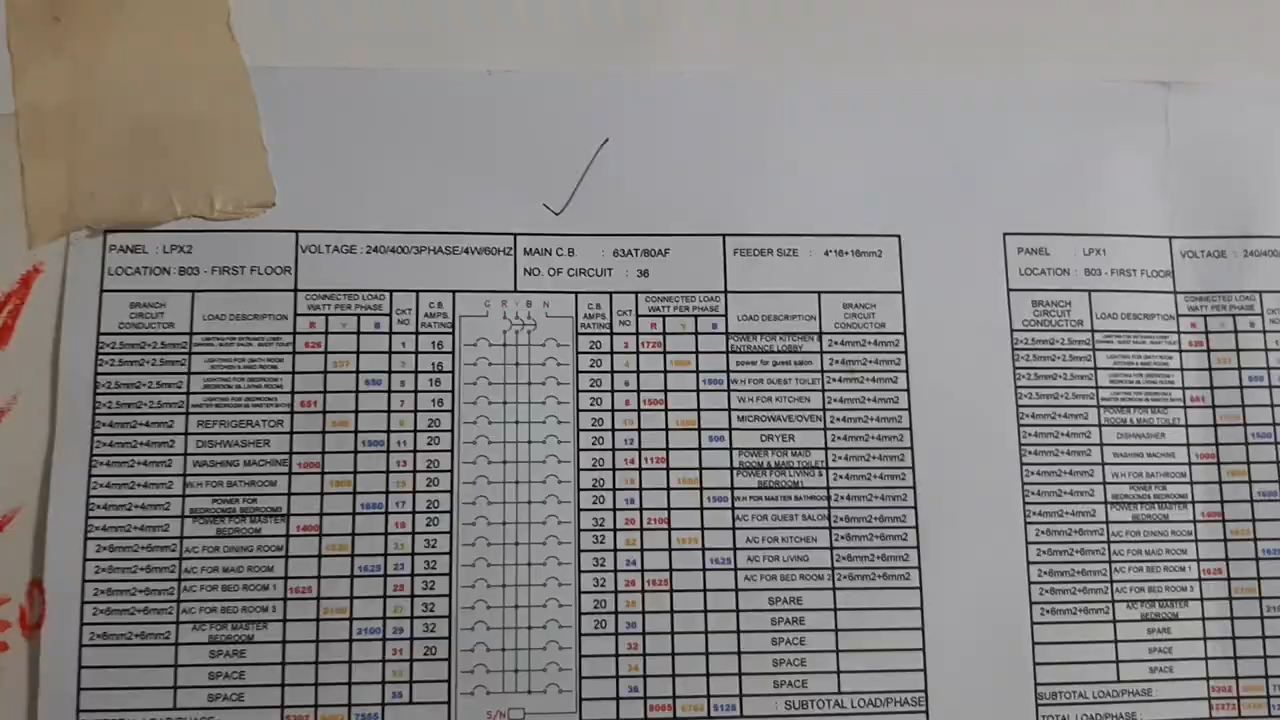 PANEL : LPX2
LOCATION : B03 - FIRST FLOOR
VOLTAGE : 240/400/3PHASE/4W/60HZ
MAIN C.B. : 63AT/80AF
NO. OF CIRCUIT : 36
FEEDER SIZE : 4*16+16mm2
BRANCH CIRCUIT CONDUCTOR LOAD DESCRIPTION CONNECTED LOAD WATT PER PHASE R Y B CKT NO C.B. AMPS. RATING G R Y B N C.B. AMPS. RATING CKT NO CONNECTED LOAD WATT PER PHASE R Y B LOAD DESCRIPTION BRANCH CIRCUIT CONDUCTOR
2×2.5mm2+2.5mm2 626 1 16 20 2 1720 POWER FOR KITCHEN & ENTRANCE LOBBY 2×4mm2+4mm2
2×2.5mm2+2.5mm2 16 20 power for guest salon 2×4mm2+4mm2
2×2.5mm2+2.5mm2 650 5 16 20 6 1500 W.H FOR GUEST TOILET 2×4mm2+4mm2
2×2.5mm2+2.5mm2 651 7 16 20 8 1500 W.H FOR KITCHEN 2×4mm2+4mm2
2×4mm2+4mm2 REFRIGERATOR 20 20 10 MICROWAVE/OVEN 2×4mm2+4mm2
2×4mm2+4mm2 DISHWASHER 1500 11 20 20 12 500 DRYER 2×4mm2+4mm2
2×4mm2+4mm2 WASHING MACHINE 1000 13 20 20 14 1120 POWER FOR MAID ROOM & MAID TOILET 2×4mm2+4mm2
2×4mm2+4mm2 W.H FOR BATHROOM 20 20 POWER FOR LIVING & BEDROOM1 2×4mm2+4mm2
2×4mm2+4mm2 POWER FOR BEDROOM2& BEDROOM3 1680 17 20 20 18 1500 W.H FOR MASTER BATHROOM 2×4mm2+4mm2
2×4mm2+4mm2 POWER FOR MASTER BEDROOM 1400 20 32 20 2100 A/C FOR GUEST SALON 2×6mm2+6mm2
2×6mm2+6mm2 A/C FOR DINING ROOM 32 32 A/C FOR KITCHEN 2×6mm2+6mm2
2×6mm2+6mm2 A/C FOR MAID ROOM 1625 23 32 32 24 1625 A/C FOR LIVING 2×6mm2+6mm2
2×6mm2+6mm2 A/C FOR BED ROOM 1 1625 25 32 32 26 1625 A/C FOR BED ROOM 2 2×6mm2+6mm2
2×6mm2+6mm2 A/C FOR BED ROOM 3 2100 32 20 SPARE
2×6mm2+6mm2 A/C FOR MASTER BEDROOM 2100 29 32 20 30 SPARE
SPARE 31 20 32 SPACE
SPACE 34 SPACE
SPACE 36 SPACE
S/N
SUBTOTAL LOAD/PHASE 5302 7555
: SUBTOTAL LOAD/PHASE
PANEL : LPX1
LOCATION : B03 - FIRST FLOOR
VOLTAGE : 240/400
BRANCH CIRCUIT CONDUCTOR LOAD DESCRIPTION CONNECTED LOAD WATT PER PHASE
2×2.5mm2+2.5mm2 626
2×2.5mm2+2.5mm2
2×2.5mm2+2.5mm2 650
2×2.5mm2+2.5mm2 651
2×4mm2+4mm2 POWER FOR MAID ROOM & MAID TOILET
2×4mm2+4mm2 DISHWASHER 1500
2×4mm2+4mm2 WASHING MACHINE 1000
2×4mm2+4mm2 W.H FOR BATHROOM
2×4mm2+4mm2 POWER FOR BEDROOM2& BEDROOM3
2×4mm2+4mm2 POWER FOR MASTER BEDROOM
2×6mm2+6mm2 A/C FOR DINING ROOM
2×6mm2+6mm2 A/C FOR MAID ROOM
2×6mm2+6mm2 A/C FOR BED ROOM 1 1625
2×6mm2+6mm2 A/C FOR BED ROOM 3
2×6mm2+6mm2 A/C FOR MASTER BEDROOM
SPARE
SPACE
SPACE
SUBTOTAL LOAD/PHASE : 5302
TOTAL LOAD/PHASE :